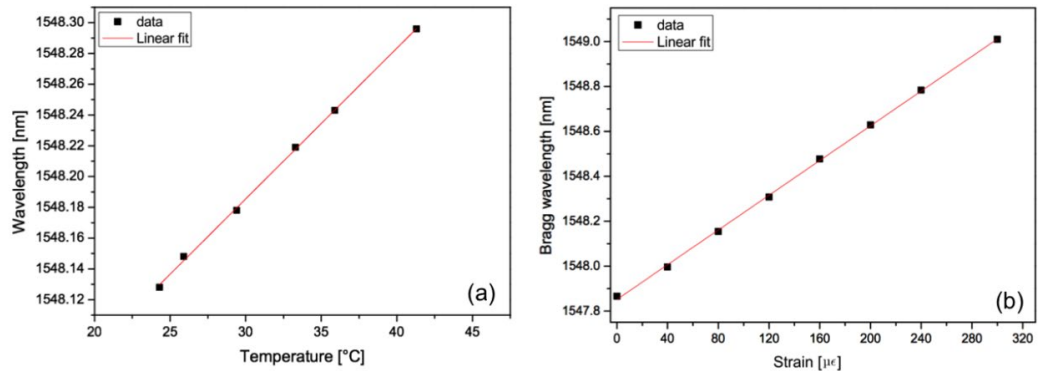 data
Linear fit
1548.30
1548.28
1548.26
1548.24
1548.22
1548.20
1548.18
1548.16
1548.14
1548.12
Wavelength [nm]
20 25 30 35 40 45
Temperature [°C]
(a)
data
Linear fit
1549.0
1548.8
1548.6
1548.4
1548.2
1548.0
1547.8
Bragg wavelength [nm]
0 40 80 120 160 200 240 280 320
Strain [µϵ]
(b)